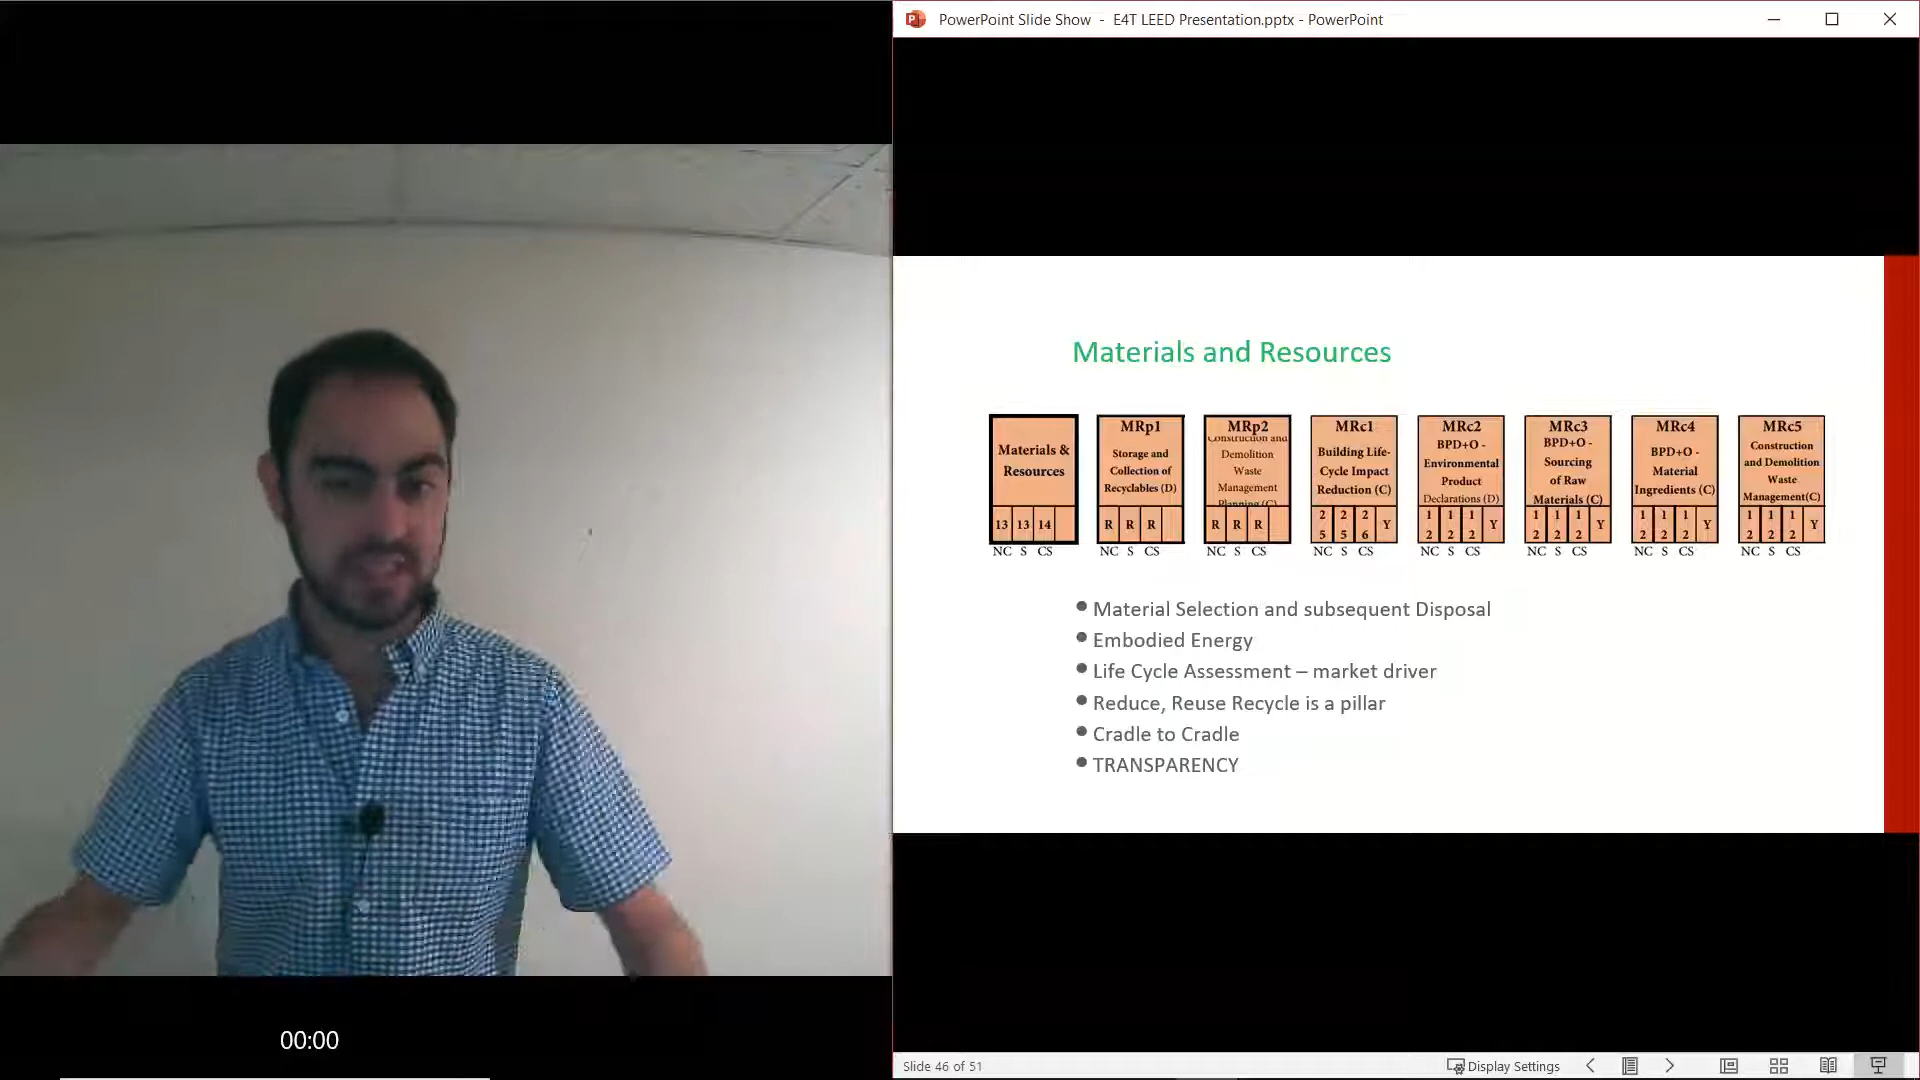 PowerPoint Slide Show - E4T LEED Presentation.pptx - PowerPoint
Materials and Resources
Materials &
Resources
13 13 14
NC S CS
MRp1
Storage and
Collection of
Recyclables (D)
R R R
NC S CS
MRp2
Construction and
Demolition
Waste
Management
Planning (C)
R R R
NC S CS
MRc1
Building Life-
Cycle Impact
Reduction (C)
2 2 2
5 5 6 Y
NC S CS
MRc2
BPD+O -
Environmental
Product
Declarations (D)
1 1 1
2 2 2 Y
NC S CS
MRc3
BPD+O -
Sourcing
of Raw
Materials (C)
1 1 1
2 2 2 Y
NC S CS
MRc4
BPD+O -
Material
Ingredients (C)
1 1 1
2 2 2 Y
NC S CS
MRc5
Construction
and Demolition
Waste
Management(C)
1 1 1
2 2 2 Y
NC S CS
• Material Selection and subsequent Disposal
• Embodied Energy
• Life Cycle Assessment – market driver
• Reduce, Reuse Recycle is a pillar
• Cradle to Cradle
• TRANSPARENCY
00:00
Slide 46 of 51
Display Settings